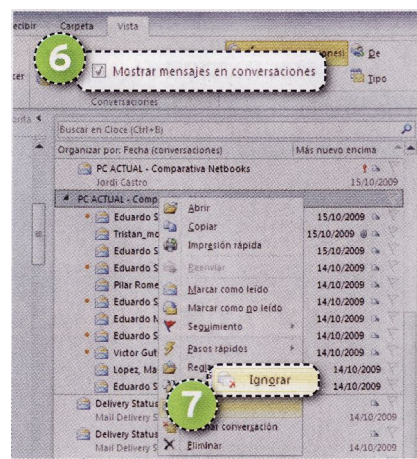 ecibir Carpeta Vista
6
Mostrar mensajes en conversaciones
De
Tipo
Conversaciones
Buscar en Cloce (Ctrl+B)
Organizar por: Fecha (conversaciones) Más nuevo encima
PC ACTUAL - Comparativa Netbooks
Jordi Castro 15/10/2009
PC ACTUAL - Comp
Eduardo S 15/10/2009
Tristan_mc 15/10/2009
Eduardo S 15/10/2009
Eduardo S 14/10/2009
Pilar Rome 14/10/2009
Eduardo S 14/10/2009
Eduardo N 14/10/2009
Eduardo S 14/10/2009
Victor Gut 14/10/2009
Lopez, Ma 14/10/2009
Eduardo S 14/10/2009
Delivery Status
Mail Delivery S 14/10/2009
Delivery Status
Mail Delivery S 14/10/2009
Abrir
Copiar
Impresión rápida
Reenviar
Marcar como leído
Marcar como no leído
Seguimiento
Pasos rápidos
Regl
Ignorar
7
conversación
Eliminar